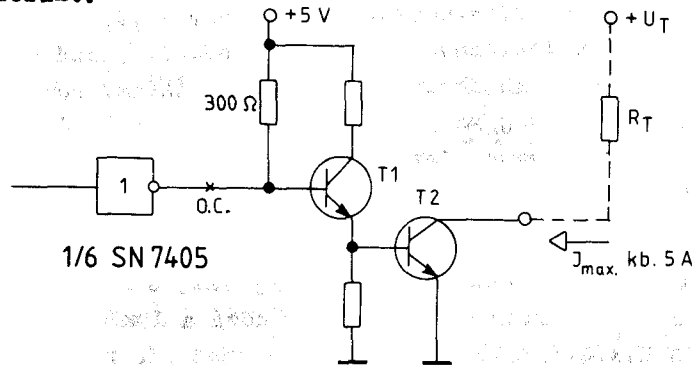 +5 V
+ U_T
300 Ω
R_T
T1
1
T2
O.C.
1/6 SN 7405
J_max. kb. 5 A